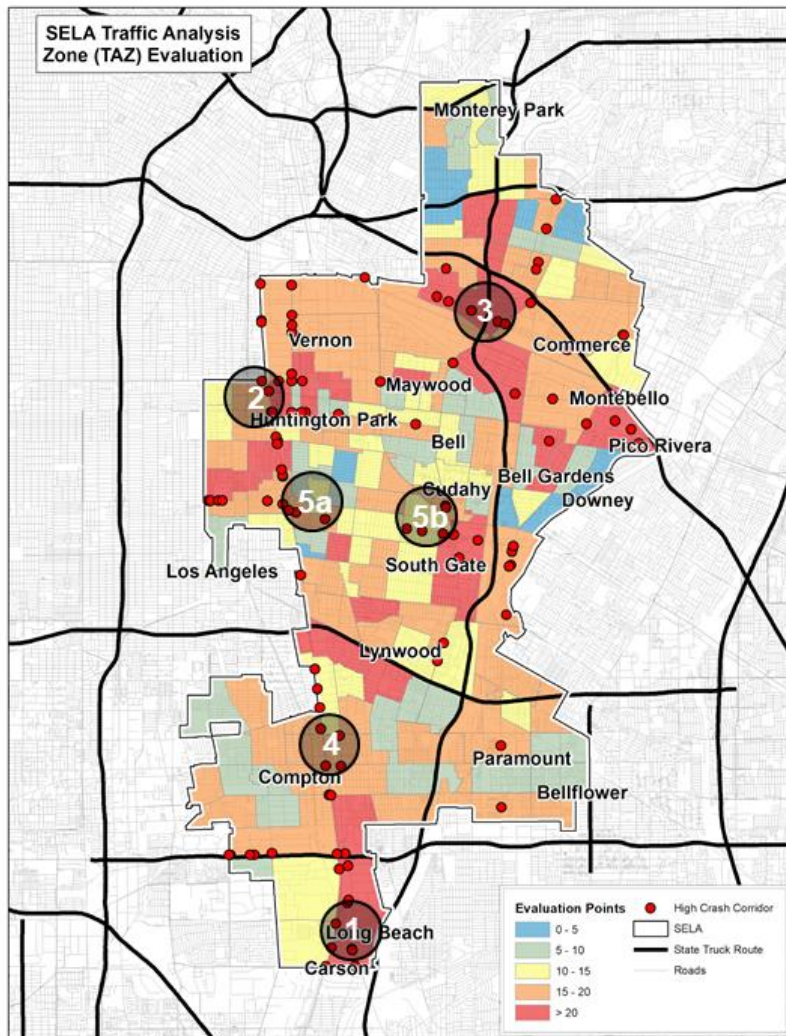 SELA Traffic Analysis
Zone (TAZ) Evaluation
Monterey Park
3
Vernon
Commerce
Maywood
2
Montebello
Huntington Park
Bell
Pico Rivera
Bell Gardens
Cudahy
Downey
5a
5b
South Gate
Los Angeles
Lynwood
4
Paramount
Compton
Bellflower
1
Long Beach
Carson
Evaluation Points
0 - 5
5 - 10
10 - 15
15 - 20
> 20
High Crash Corridor
SELA
State Truck Route
Roads